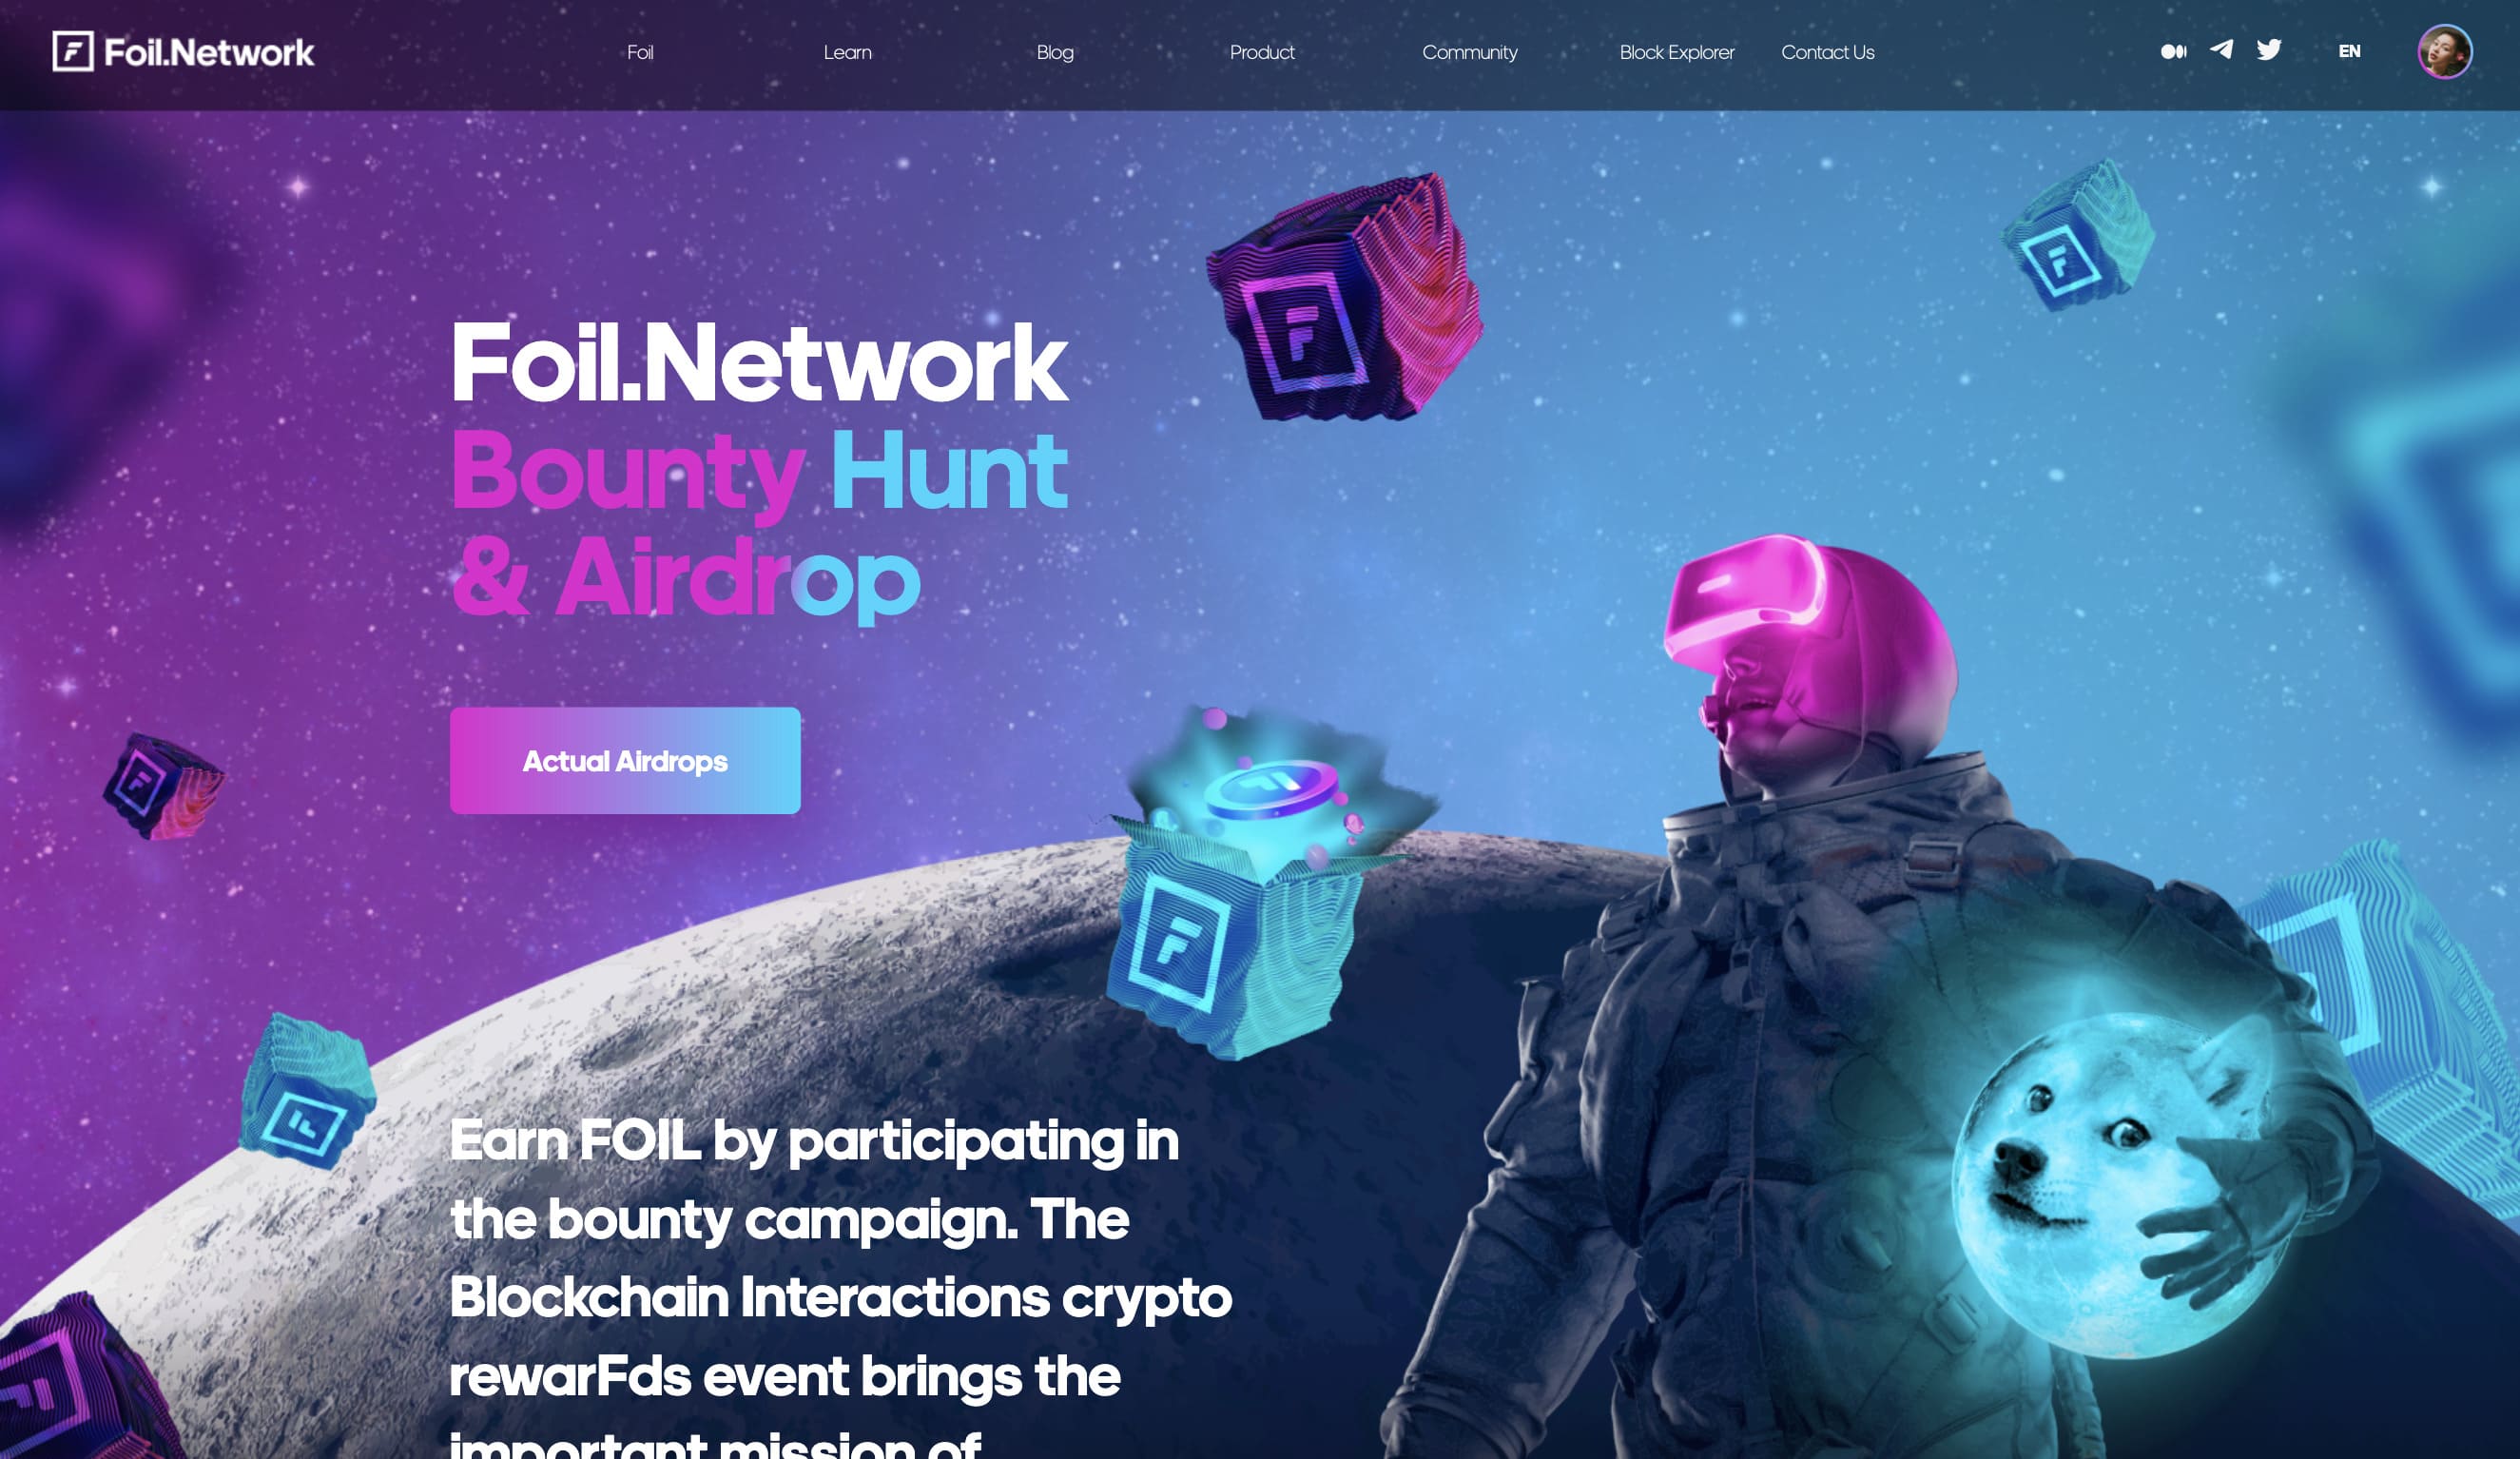 Foil.Network
Foil
Learn
Blog
Product
Community
Block Explorer
Contact Us
EN
Foil.Network
Bounty Hunt
& Airdrop
Actual Airdrops
Earn FOIL by participating in
the bounty campaign. The
Blockchain Interactions crypto
rewarFds event brings the
important mission of